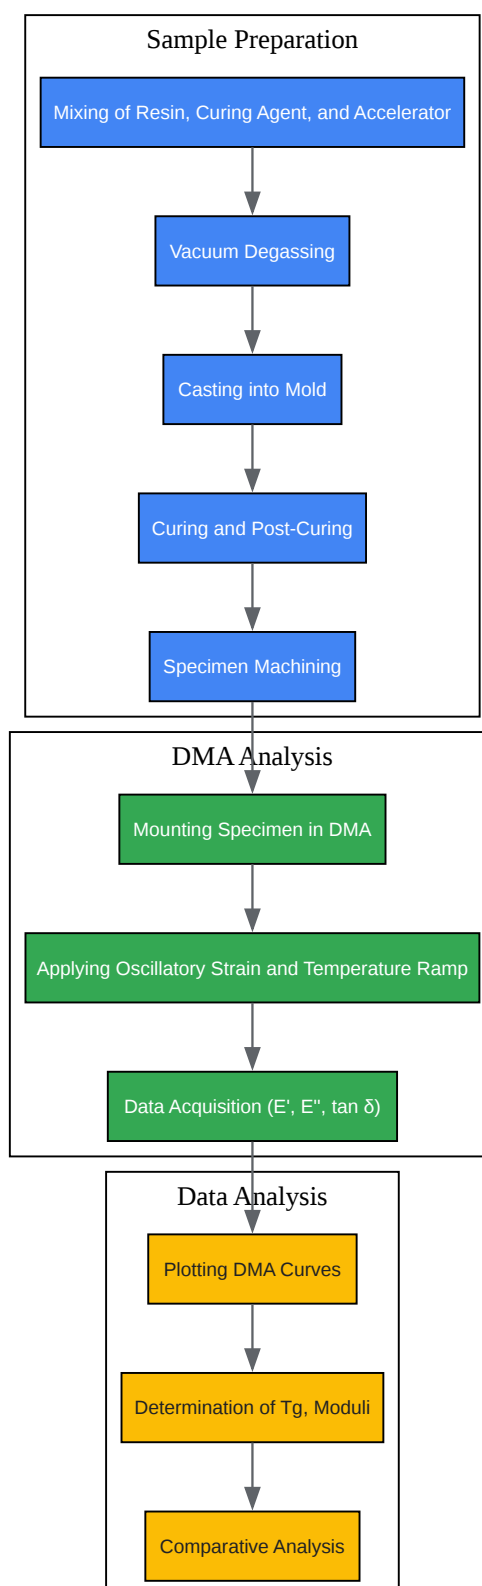 Sample Preparation
Mixing of Resin, Curing Agent, and Accelerator
Vacuum Degassing
Casting into Mold
Curing and Post-Curing
Specimen Machining
DMA Analysis
Mounting Specimen in DMA
Applying Oscillatory Strain and Temperature Ramp
Data Acquisition (E', E'', tan δ)
Data Analysis
Plotting DMA Curves
Determination of Tg, Moduli
Comparative Analysis